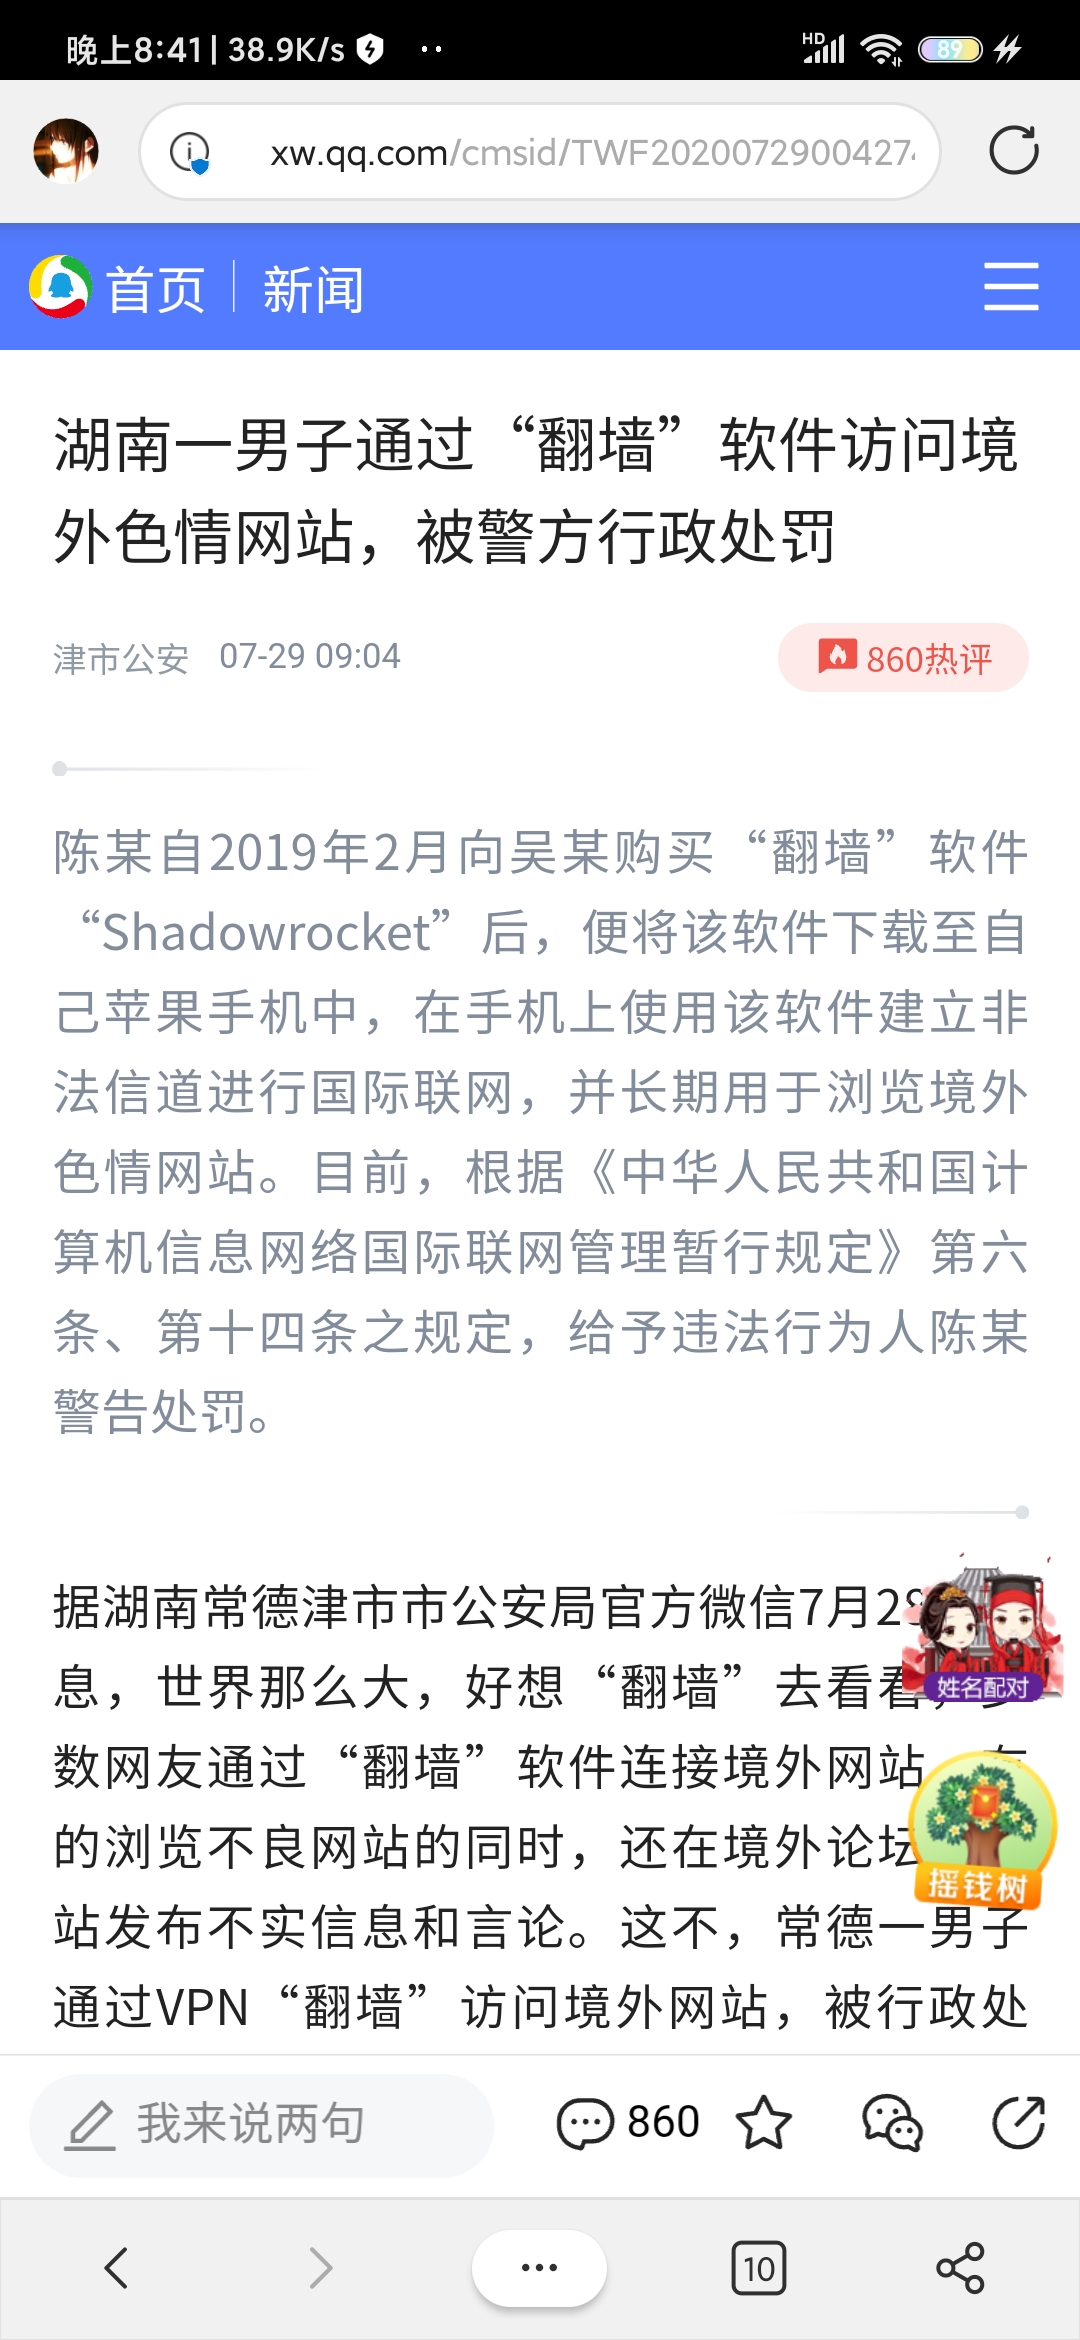 晚上8:41 | 38.9K/s
HD
89
xw.qq.com/cmsid/TWF2020072900427
首页 新闻
湖南一男子通过“翻墙”软件访问境
外色情网站，被警方行政处罚
津市公安 07-29 09:04
860热评
陈某自2019年2月向吴某购买“翻墙”软件
“Shadowrocket”后，便将该软件下载至自
己苹果手机中，在手机上使用该软件建立非
法信道进行国际联网，并长期用于浏览境外
色情网站。目前，根据《中华人民共和国计
算机信息网络国际联网管理暂行规定》第六
条、第十四条之规定，给予违法行为人陈某
警告处罚。
据湖南常德津市市公安局官方微信7月2
息，世界那么大，好想“翻墙”去看看，
数网友通过“翻墙”软件连接境外网站
的浏览不良网站的同时，还在境外论坛
站发布不实信息和言论。这不，常德一男子
通过VPN“翻墙”访问境外网站，被行政处
姓名配对
摇钱树
我来说两句
860
10